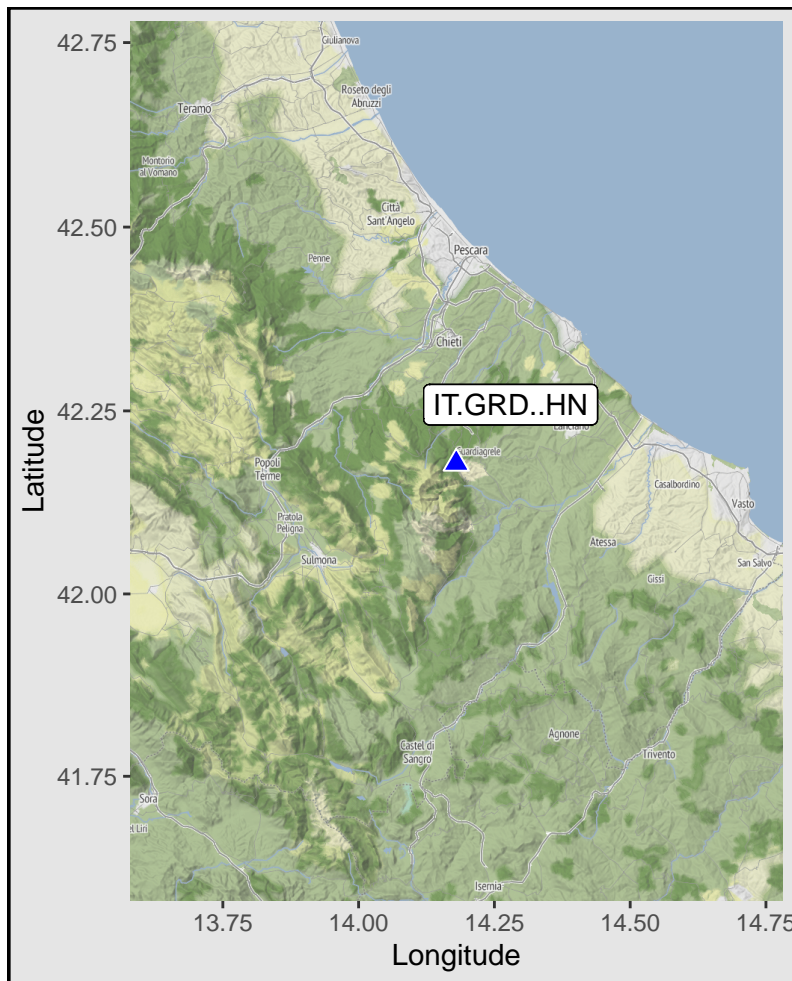 42.75
Giulianova
Roseto degli
Abruzzi
Teramo
Montorio
al Vomano
Città
Sant'Angelo
42.50
Pescara
Penne
Chieti
42.25
IT.GRD..HN
Latitude
Popoli
Terme
Casalbordino
Vasto
Pratola
Peligna
Sulmona
Atessa
San Salvo
Gissi
42.00
Agnone
Castel di
Sangro
Trivento
41.75
Sora
Isernia
13.75 14.00 14.25 14.50 14.75
Longitude